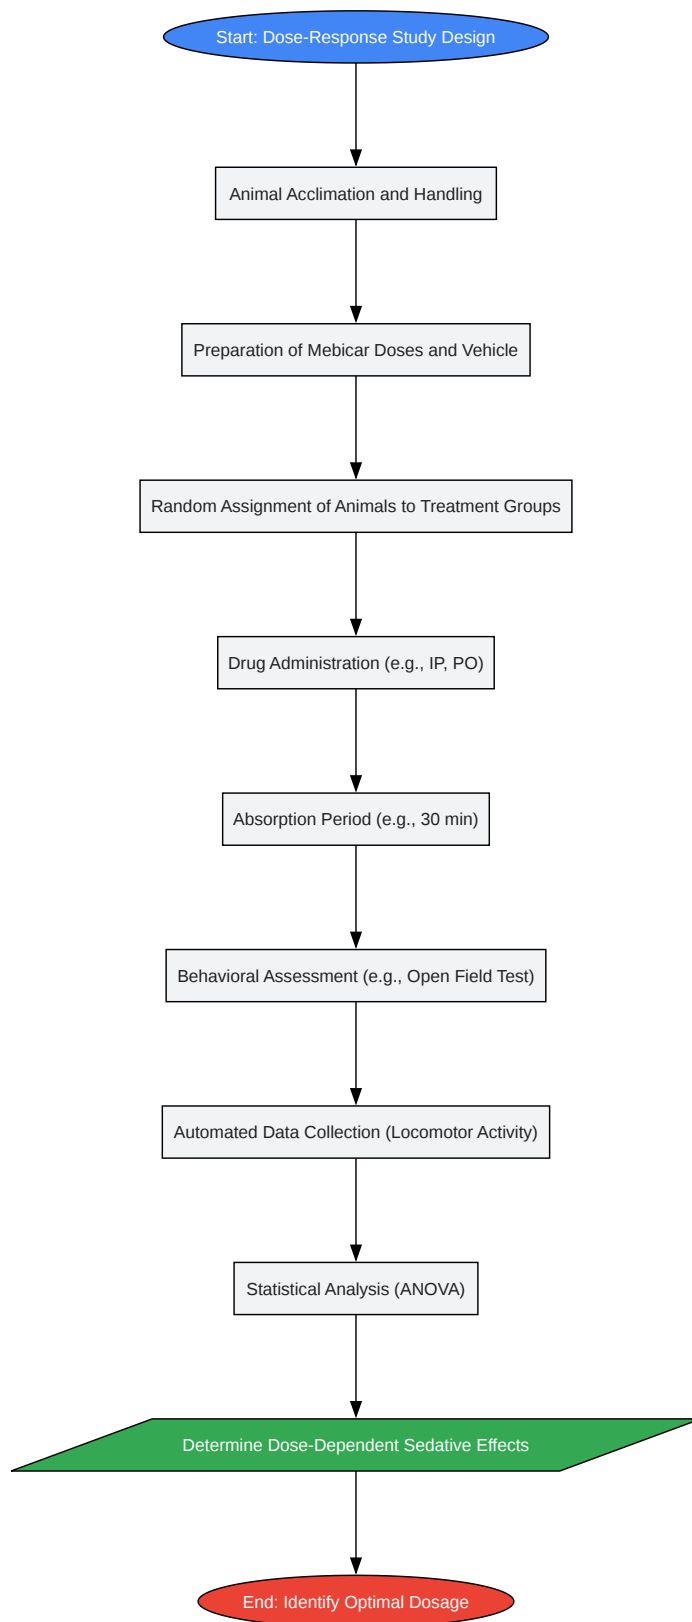 Start: Dose-Response Study Design
Animal Acclimation and Handling
Preparation of Mebicar Doses and Vehicle
Random Assignment of Animals to Treatment Groups
Drug Administration (e.g., IP, PO)
Absorption Period (e.g., 30 min)
Behavioral Assessment (e.g., Open Field Test)
Automated Data Collection (Locomotor Activity)
Statistical Analysis (ANOVA)
Determine Dose-Dependent Sedative Effects
End: Identify Optimal Dosage